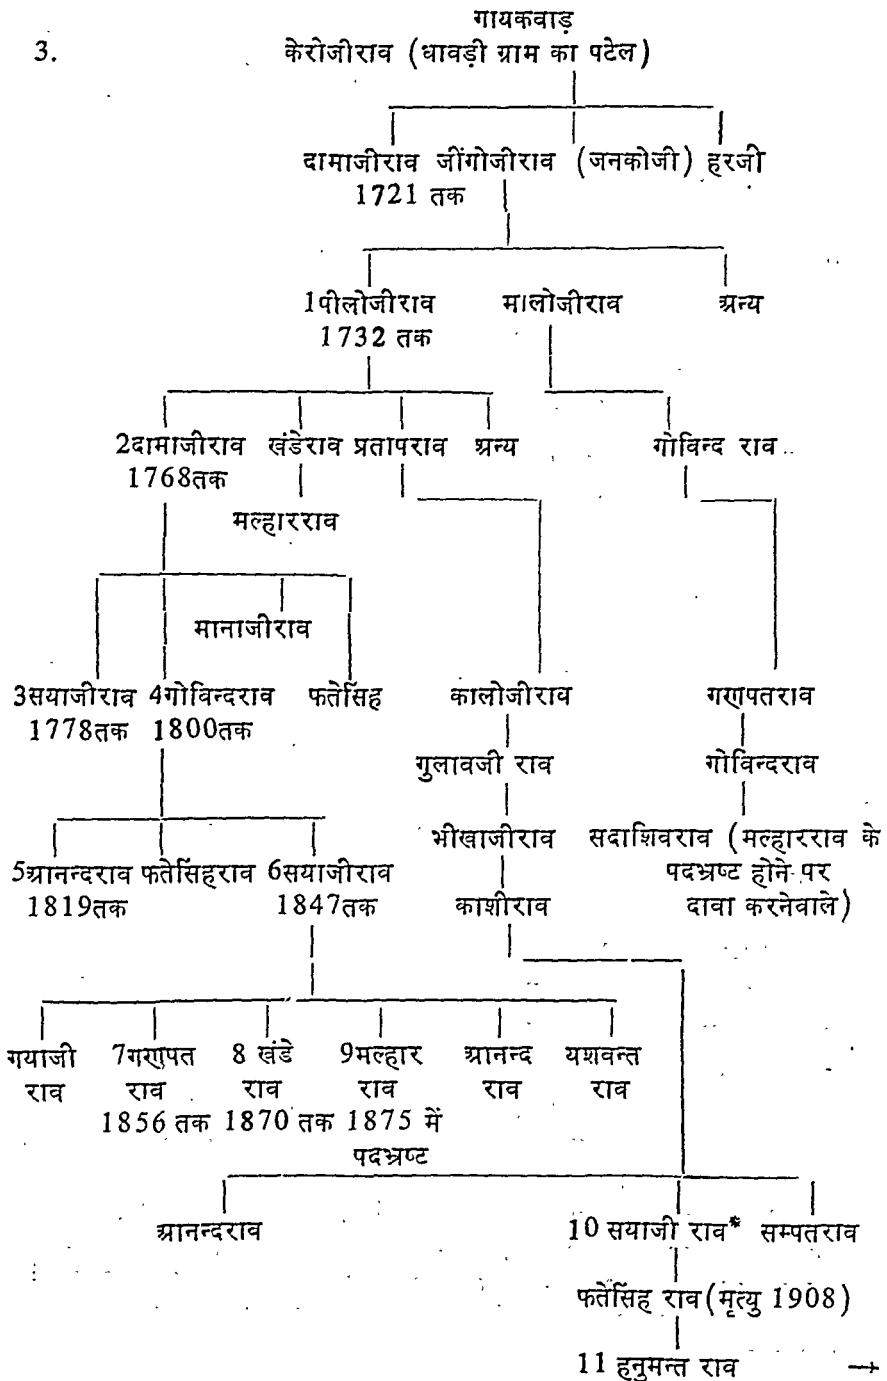 गायकवाड़
3. केरोजीराव (धावड़ी ग्राम का पटेल)
दामाजीराव जींगोजीराव (जनकोजी) हरजी
1721 तक
1पीलोजीराव मालोजीराव अन्य
1732 तक
2दामाजीराव खंडेराव प्रतापराव अन्य गोविन्द राव
1768तक
मल्हारराव
मानाजीराव
3सयाजीराव 4गोविन्दराव फतेसिंह कालोजीराव गणपतराव
1778तक 1800तक
गुलावजी राव गोविन्दराव
भीखाजीराव सदाशिवराव (मल्हारराव के
5आनन्दराव फतेसिंहराव 6सयाजीराव पदभ्रष्ट होने पर
1819तक 1847तक काशीराव दावा करनेवाले)
गयाजी 7गणपत 8 खंडे 9मल्हार आनन्द यशवन्त
राव राव राव राव राव राव
1856 तक 1870 तक 1875 में
पदभ्रष्ट
आनन्दराव 10 सयाजी राव* सम्पतराव
फतेसिंह राव(मृत्यु 1908)
11 हनुमन्त राव →